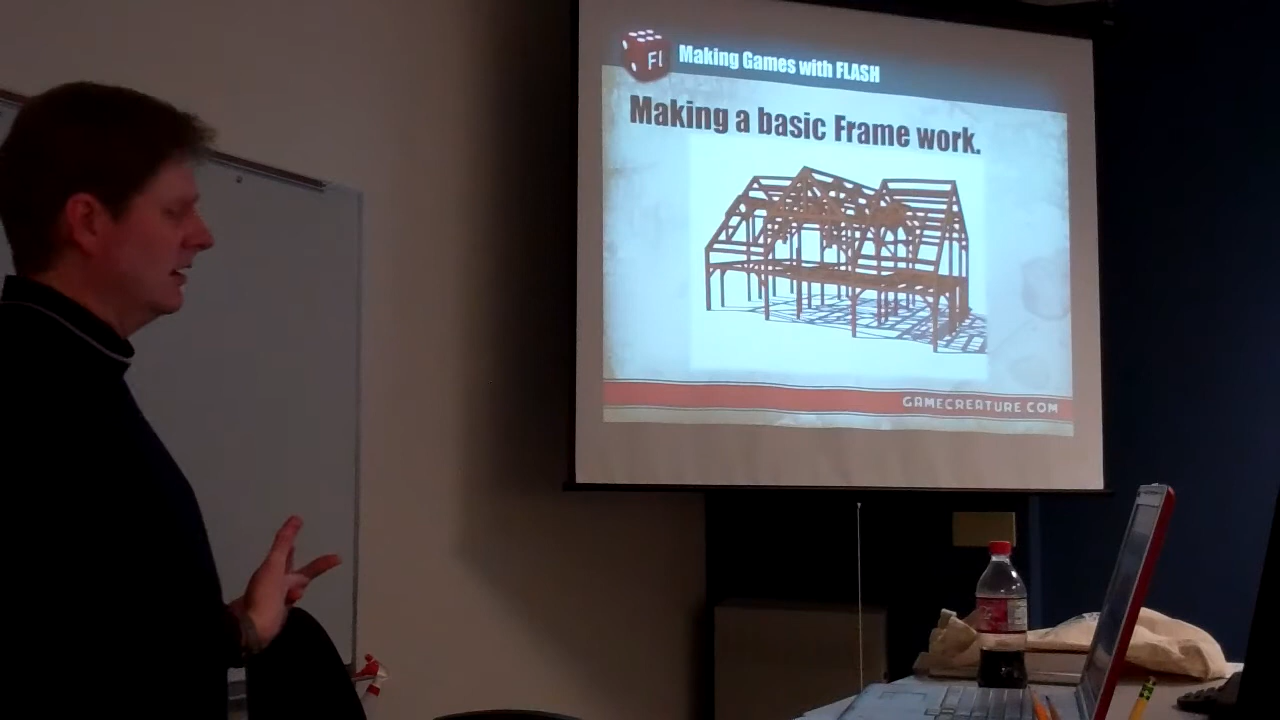 Fl
Making Games with FLASH
Making a basic Frame work.
GAMECREATURE COM